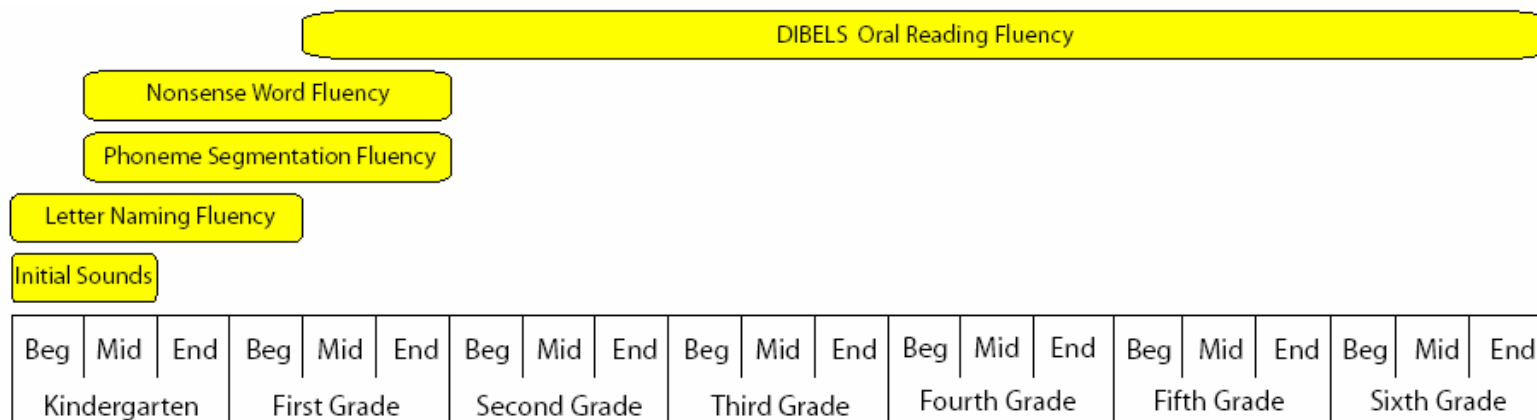 DIBELS Oral Reading Fluency
Nonsense Word Fluency
Phoneme Segmentation Fluency
Letter Naming Fluency
Initial Sounds
Beg Mid End Beg Mid End Beg Mid End Beg Mid End Beg Mid End Beg Mid End Beg Mid End
Kindergarten First Grade Second Grade Third Grade Fourth Grade Fifth Grade Sixth Grade